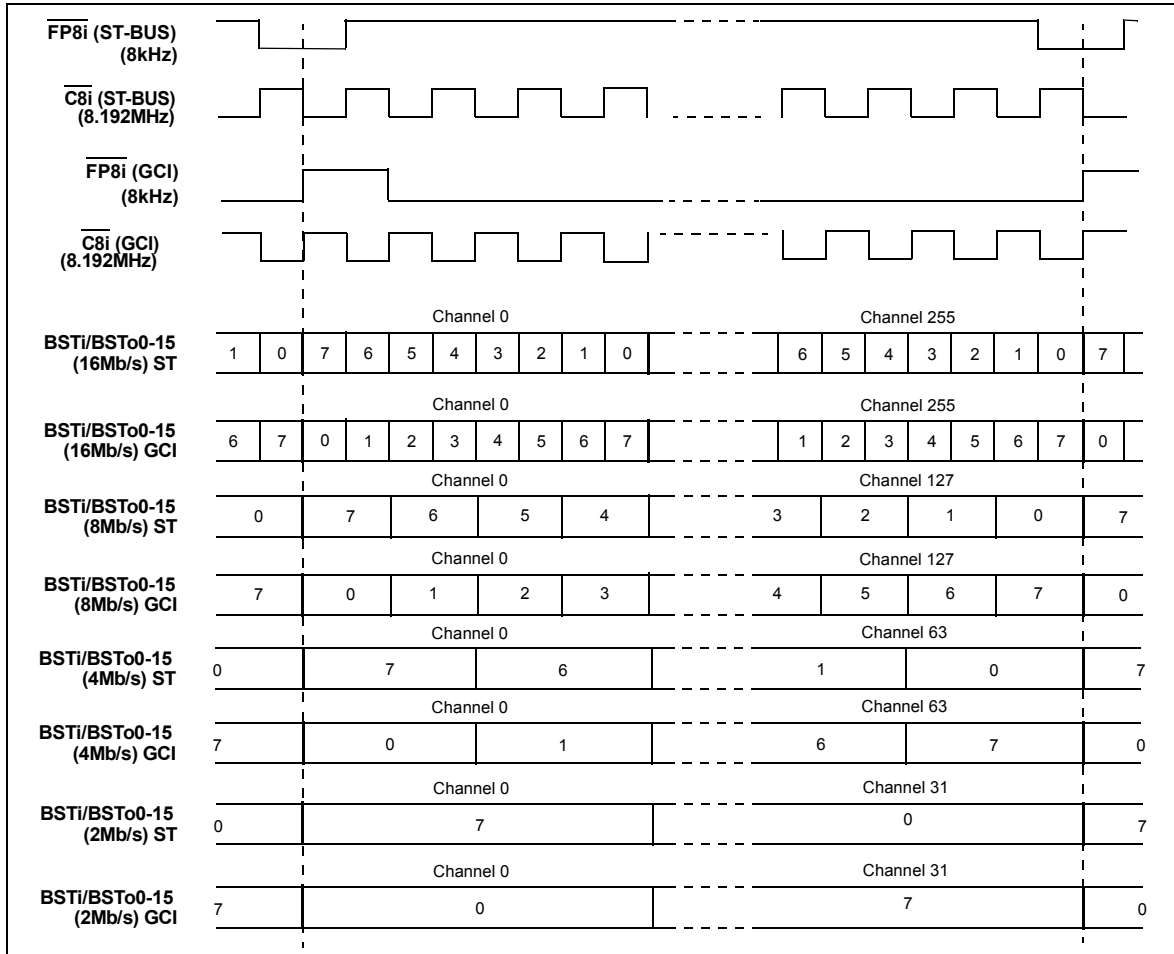 FP8i (ST-BUS)
(8kHz)
C8i (ST-BUS)
(8.192MHz)
FP8i (GCI)
(8kHz)
C8i (GCI)
(8.192MHz)
Channel 0 Channel 255
BSTi/BSTo0-15
(16Mb/s) ST
1 0 7 6 5 4 3 2 1 0 6 5 4 3 2 1 0 7
Channel 0 Channel 255
BSTi/BSTo0-15
(16Mb/s) GCI
6 7 0 1 2 3 4 5 6 7 1 2 3 4 5 6 7 0
Channel 0 Channel 127
BSTi/BSTo0-15
(8Mb/s) ST
0 7 6 5 4 3 2 1 0 7
Channel 0 Channel 127
BSTi/BSTo0-15
(8Mb/s) GCI
7 0 1 2 3 4 5 6 7 0
Channel 0 Channel 63
BSTi/BSTo0-15
(4Mb/s) ST
0 7 6 1 0 7
Channel 0 Channel 63
BSTi/BSTo0-15
(4Mb/s) GCI
7 0 1 6 7 0
Channel 0 Channel 31
BSTi/BSTo0-15
(2Mb/s) ST
0 7 0 7
Channel 0 Channel 31
BSTi/BSTo0-15
(2Mb/s) GCI
7 0 7 0